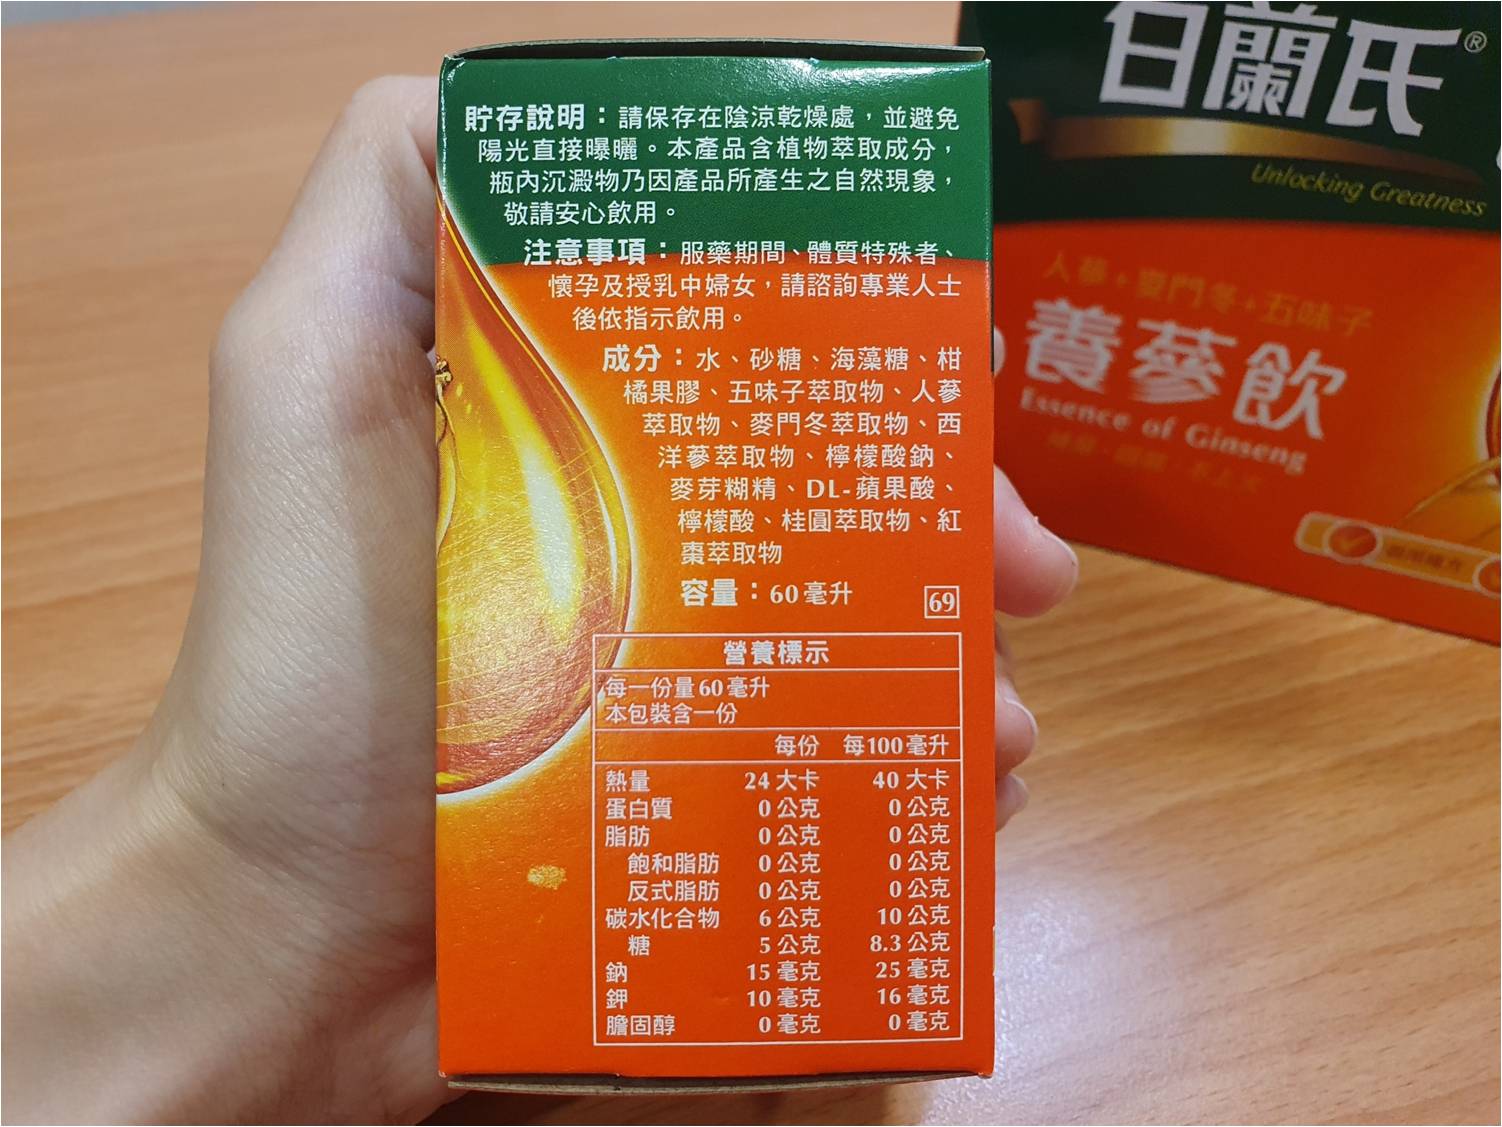 貯存說明：請保存在陰涼乾燥處，並避免
陽光直接曝曬。本產品含植物萃取成分，
瓶內沉澱物乃因產品所產生之自然現象，
敬請安心飲用。
注意事項：服藥期間、體質特殊者、
懷孕及授乳中婦女，請諮詢專業人士
後依指示飲用。
成分：水、砂糖、海藻糖、柑
橘果膠、五味子萃取物、人蔘
萃取物、麥門冬萃取物、西
洋蔘萃取物、檸檬酸鈉、
麥芽糊精、DL-蘋果酸、
檸檬酸、桂圓萃取物、紅
棗萃取物
容量：60毫升
69
營養標示
每一份量60毫升
本包裝含一份
每份 每100毫升
熱量 24大卡 40大卡
蛋白質 0公克 0公克
脂肪 0公克 0公克
飽和脂肪 0公克 0公克
反式脂肪 0公克 0公克
碳水化合物 6公克 10公克
糖 5公克 8.3公克
鈉 15毫克 25毫克
鉀 10毫克 16毫克
膽固醇 0毫克 0毫克
白蘭氏®
Unlocking Greatness
人蔘+麥門冬+五味子
養蔘飲
Essence of Ginseng